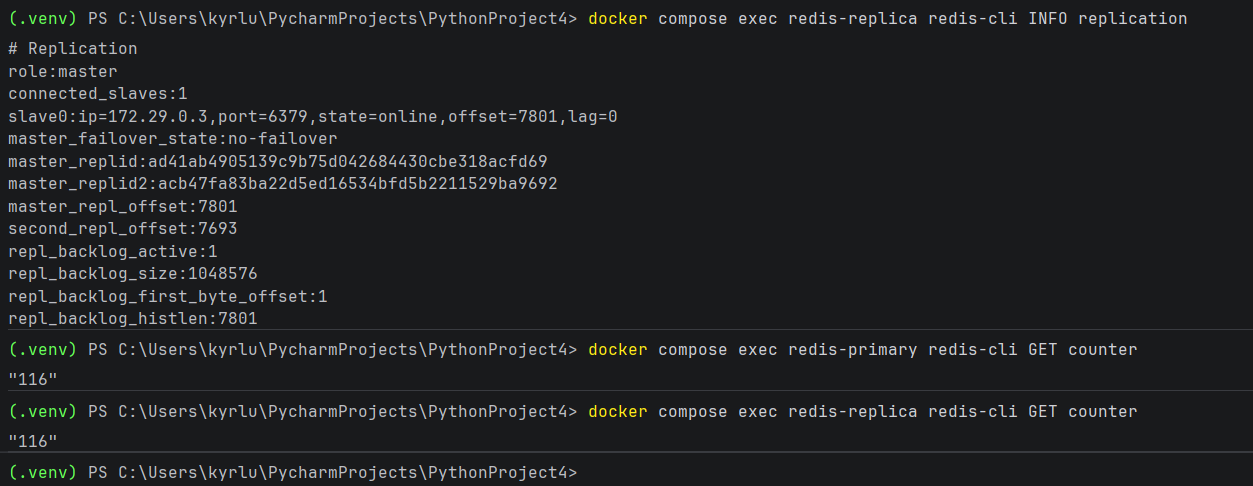 (.venv) PS C:\Users\kyrlu\PycharmProjects\PythonProject4> docker compose exec redis-replica redis-cli INFO replication
# Replication
role:master
connected_slaves:1
slave0:ip=172.29.0.3,port=6379,state=online,offset=7801,lag=0
master_failover_state:no-failover
master_replid:ad41ab4905139c9b75d042684430cbe318acfd69
master_replid2:acb47fa83ba22d5ed16534bfd5b2211529ba9692
master_repl_offset:7801
second_repl_offset:7693
repl_backlog_active:1
repl_backlog_size:1048576
repl_backlog_first_byte_offset:1
repl_backlog_histlen:7801
(.venv) PS C:\Users\kyrlu\PycharmProjects\PythonProject4> docker compose exec redis-primary redis-cli GET counter
"116"
(.venv) PS C:\Users\kyrlu\PycharmProjects\PythonProject4> docker compose exec redis-replica redis-cli GET counter
"116"
(.venv) PS C:\Users\kyrlu\PycharmProjects\PythonProject4>